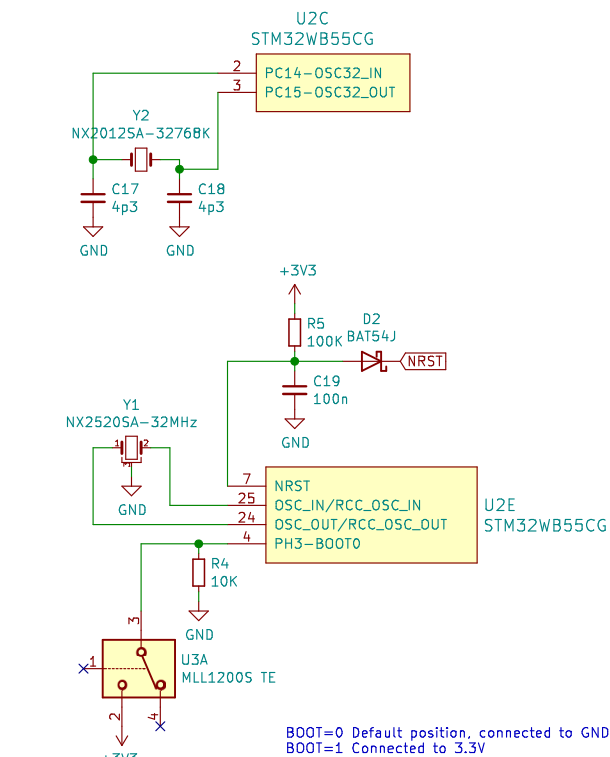 U2C
STM32WB55CG
2
PC14-OSC32_IN
3
PC15-OSC32_OUT
Y2
NX2012SA-32768K
C17
4p3
C18
4p3
GND
GND
+3V3
R5
100K
D2
BAT54J
NRST
C19
100n
GND
Y1
NX2520SA-32MHz
1
2
3
GND
7
NRST
25
OSC_IN/RCC_OSC_IN
24
OSC_OUT/RCC_OSC_OUT
4
PH3-BOOT0
U2E
STM32WB55CG
R4
10K
GND
3
1
U3A
MLL1200S TE
2
4
+3V3
BOOT=0 Default position, connected to GND
BOOT=1 Connected to 3.3V